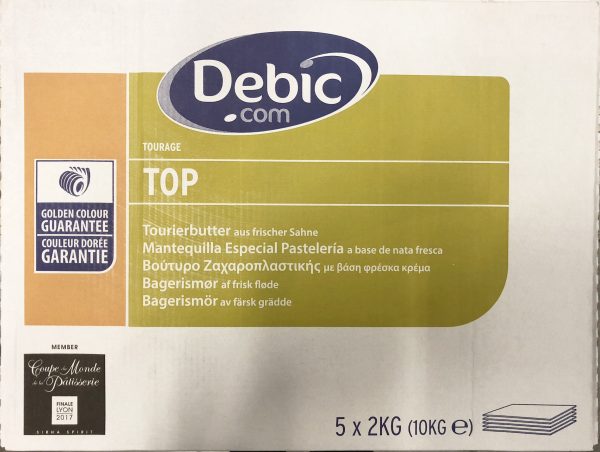 Debic
.com
TOURAGE
TOP
GOLDEN COLOUR
GUARANTEE
COULEUR DORÉE
GARANTIE
Tourierbutter aus frischer Sahne
Mantequilla Especial Pastelería a base de nata fresca
Βούτυρο Ζαχαροπλαστικής με βάση φρέσκα κρέμα
Bagerismør af frisk fløde
Bagerismör av färsk grädde
MEMBER
Coupe du Monde
de la Pâtisserie
FINALE
LYON
2017
SIRHA SPIRIT
5 x 2KG (10KG e)